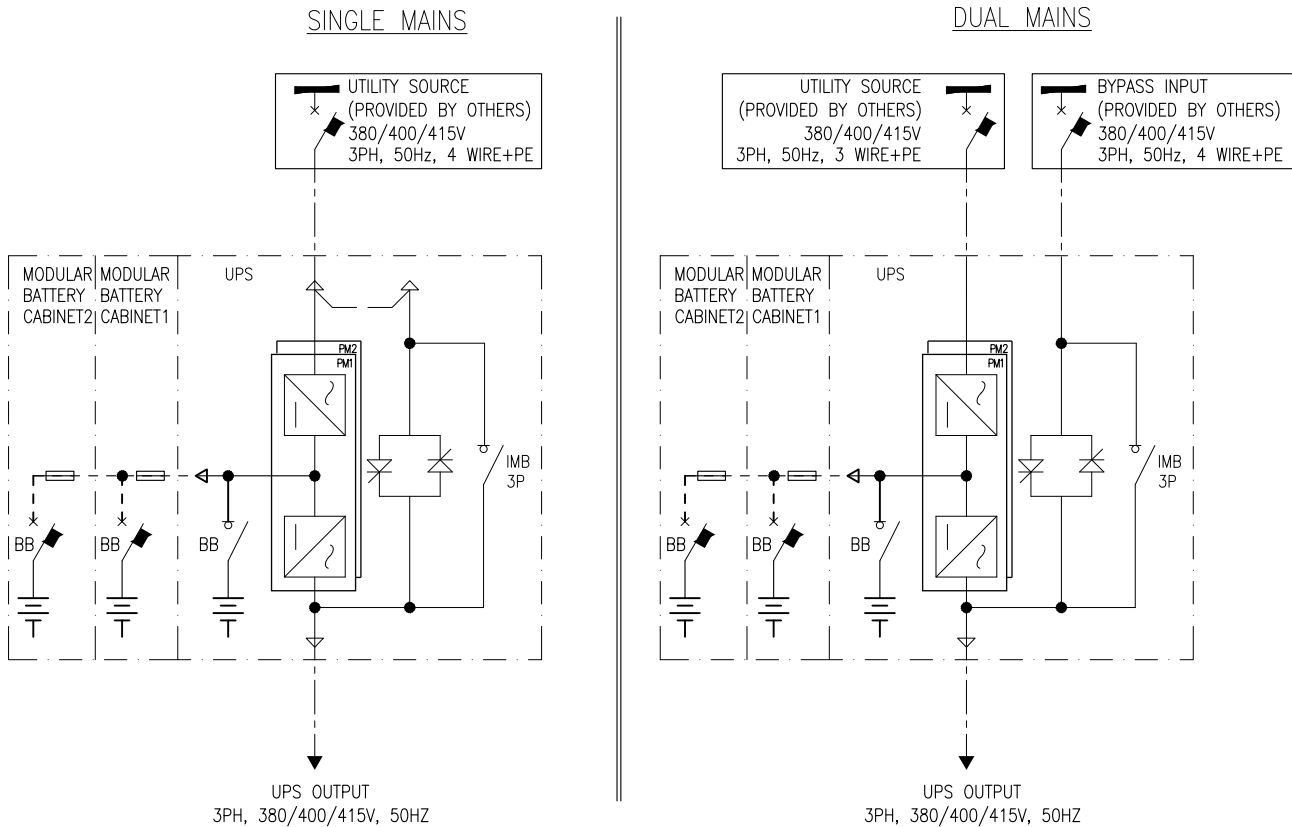 SINGLE MAINS
UTILITY SOURCE
(PROVIDED BY OTHERS)
380/400/415V
3PH, 50Hz, 4 WIRE+PE
MODULAR
BATTERY
CABINET2
MODULAR
BATTERY
CABINET1
UPS
PM2
PM1
IMB
3P
BB
BB
BB
UPS OUTPUT
3PH, 380/400/415V, 50HZ
DUAL MAINS
UTILITY SOURCE
(PROVIDED BY OTHERS)
380/400/415V
3PH, 50Hz, 3 WIRE+PE
BYPASS INPUT
(PROVIDED BY OTHERS)
380/400/415V
3PH, 50Hz, 4 WIRE+PE
MODULAR
BATTERY
CABINET2
MODULAR
BATTERY
CABINET1
UPS
PM2
PM1
IMB
3P
BB
BB
BB
UPS OUTPUT
3PH, 380/400/415V, 50HZ